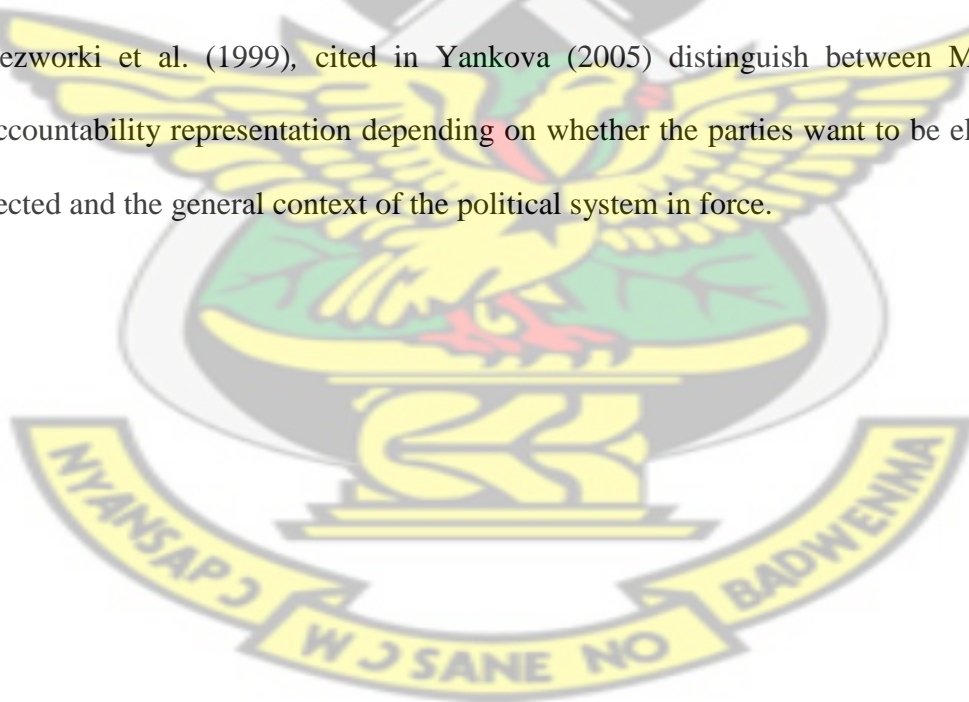 ezworki et al. (1999), cited in Yankova (2005) distinguish between M
ccountability representation depending on whether the parties want to be el
ected and the general context of the political system in force.
NYANSAPƆ
WƆ SANE NO
BADWENMA